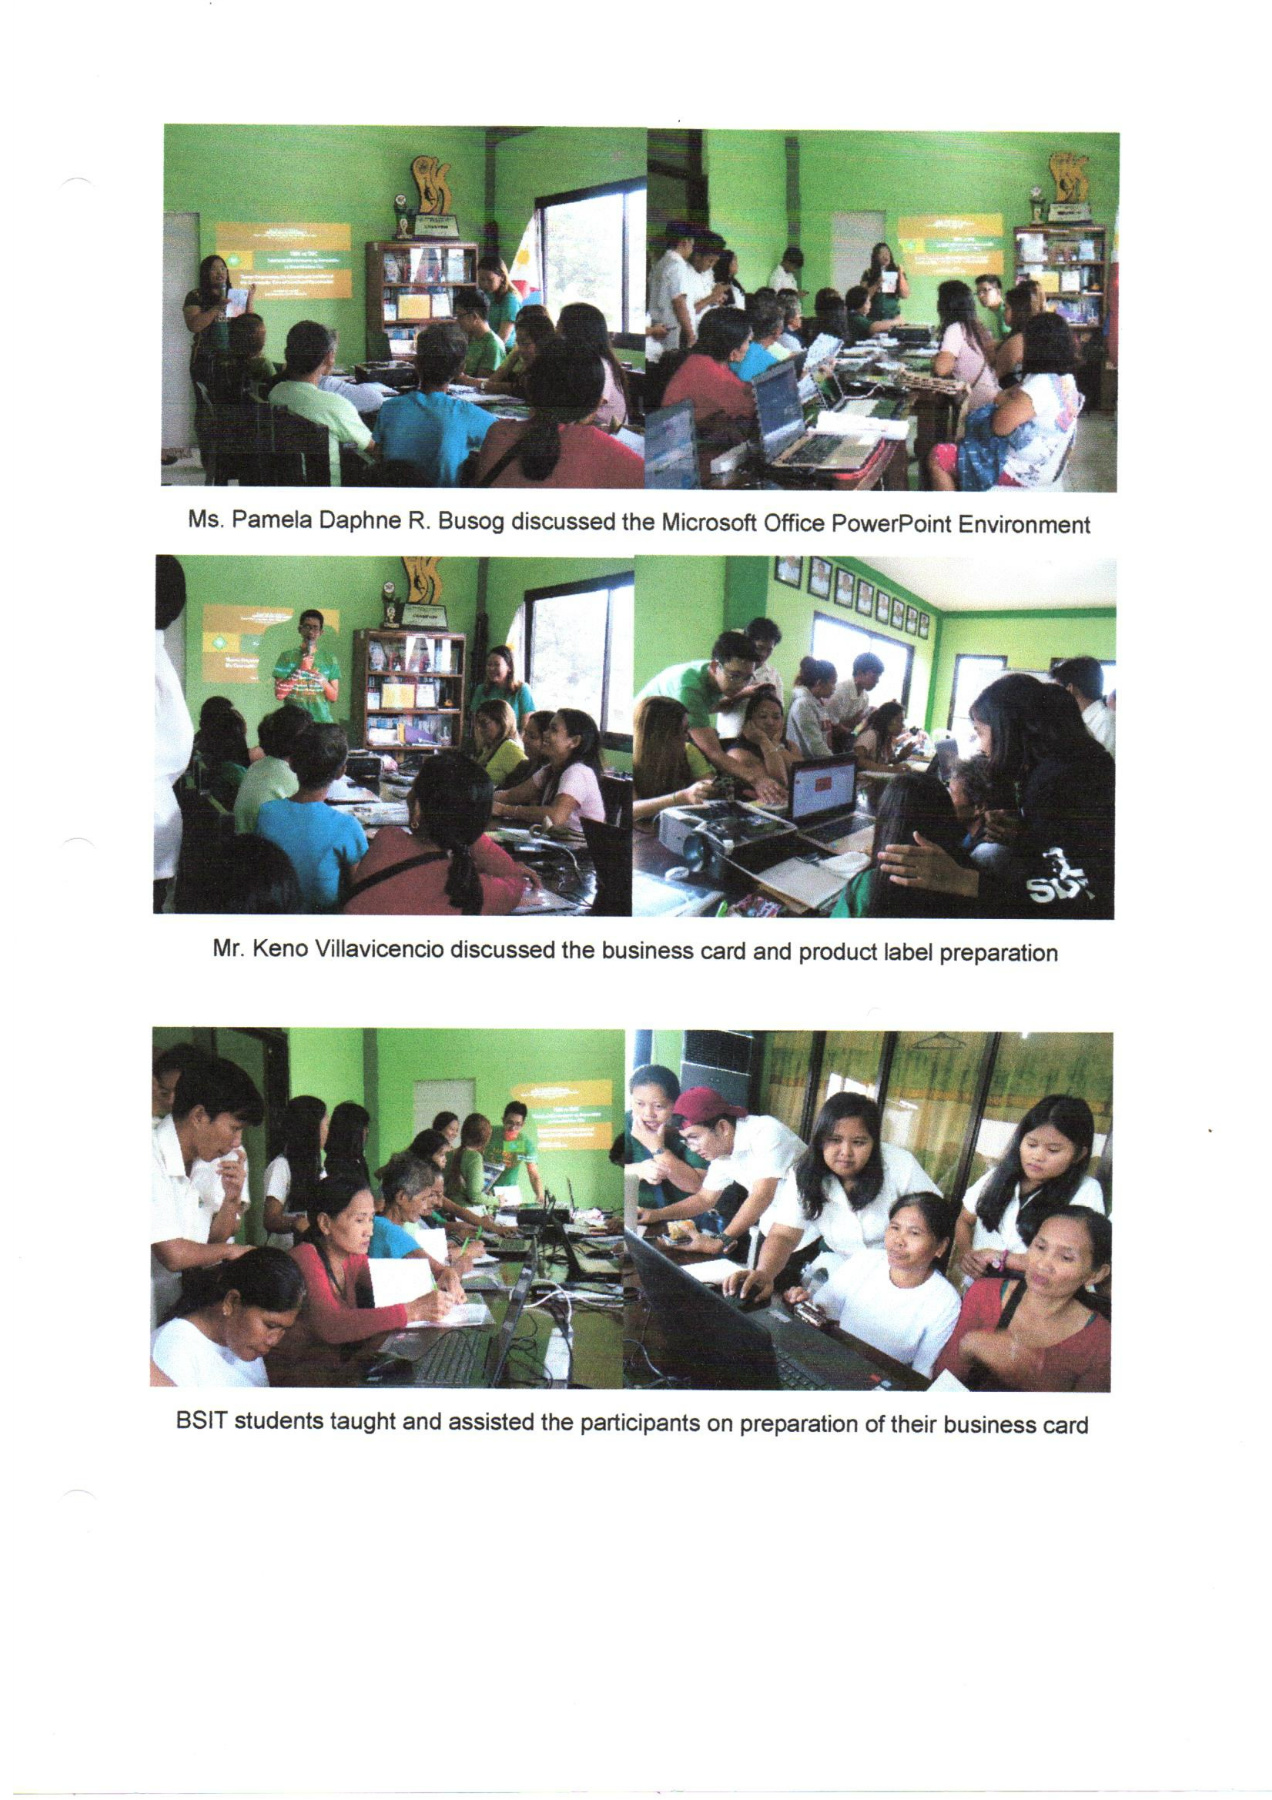 Ms. Pamela Daphne R. Busog discussed the Microsoft Office PowerPoint Environment
Mr. Keno Villavicencio discussed the business card and product label preparation
BSIT students taught and assisted the participants on preparation of their business card